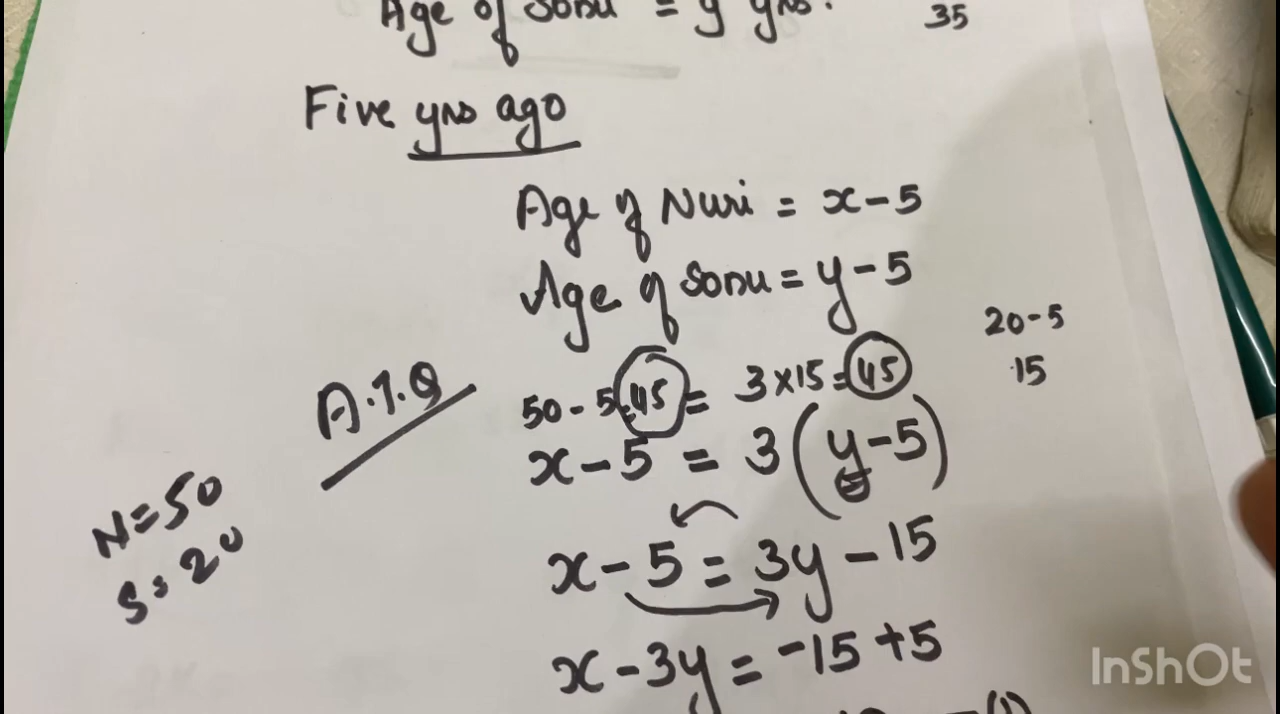 Age of Sonu = y yrs.
35
Five yrs ago
Age of Nuri = x-5
Age of Sonu = y-5
20-5
15
A.T.Q
50-5=45 = 3×15=45
x-5 = 3(y-5)
N=50
S=20
x-5 = 3y-15
x-3y = -15+5
(1)
InShOt